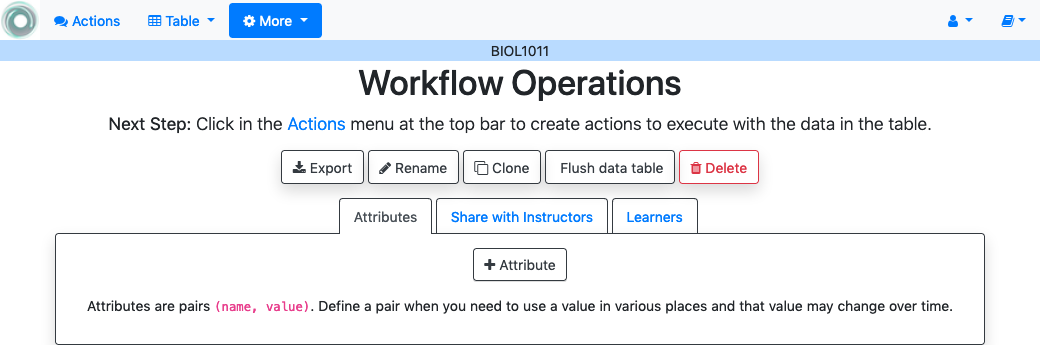 Actions Table More
BIOL1011
Workflow Operations
Next Step: Click in the Actions menu at the top bar to create actions to execute with the data in the table.
Export Rename Clone Flush data table Delete
Attributes Share with Instructors Learners
+ Attribute
Attributes are pairs (name, value). Define a pair when you need to use a value in various places and that value may change over time.